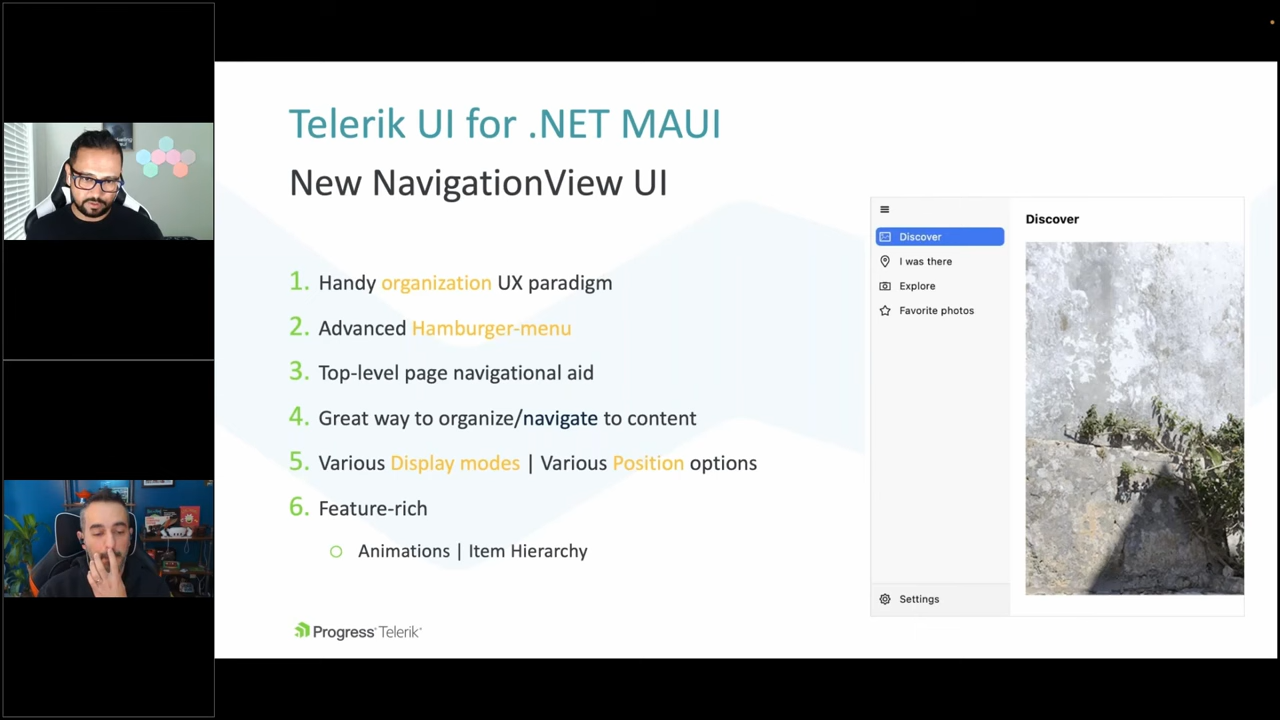 Telerik UI for .NET MAUI
New NavigationView UI
1. Handy organization UX paradigm
2. Advanced Hamburger-menu
3. Top-level page navigational aid
4. Great way to organize/navigate to content
5. Various Display modes | Various Position options
6. Feature-rich
Animations | Item Hierarchy
Progress Telerik
Discover
I was there
Explore
Favorite photos
Settings
Discover